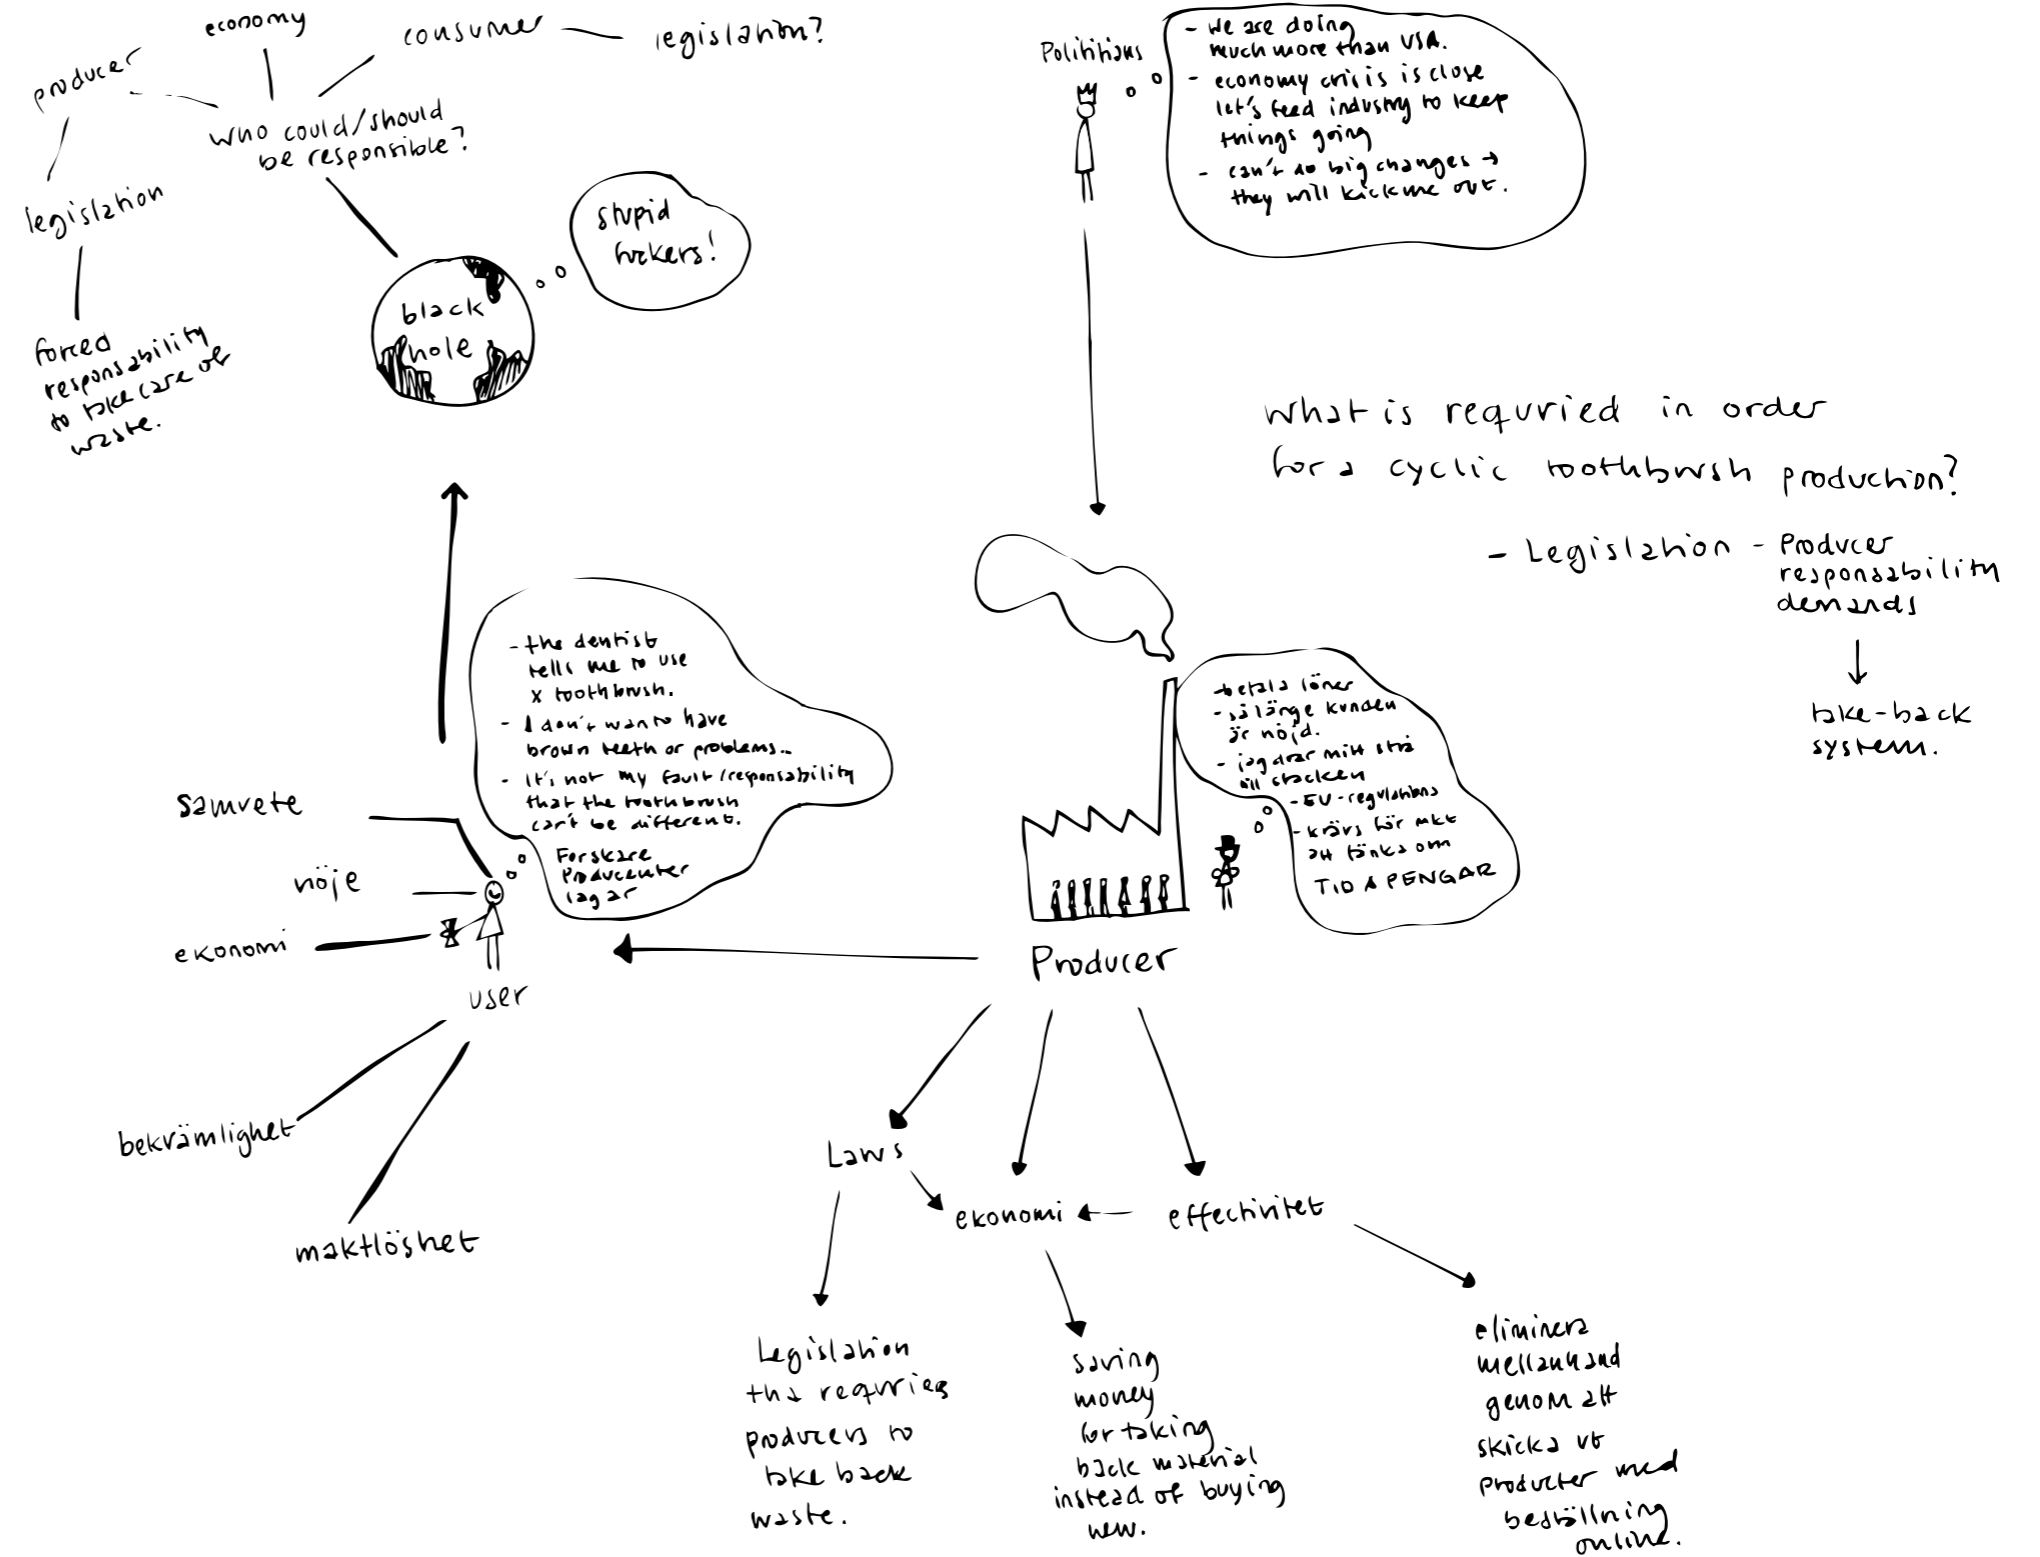 economy
consumer
legislation?
producer
who could/should
be responsible?
legislation
forced
responsability
to take care of
waste.
stupid
fuckers!
black
hole
Polititians
- we are doing
much more than USA.
- economy crisis is close
let's feed industry to keep
things going
- can't do big changes →
they will kick me out.
what is requried in order
for a cyclic toothbrush production?
- Legislation - Producer
responsability
demands
take-back
system.
- the dentist
tells me to use
x toothbrush.
- I don't wan to have
brown teeth or problems...
- It's not my fault/responsability
that the toothbrush
can't be different.
Forskare
Producenter
lagar
samvete
nöje
ekonomi
user
bekvämlighet
maktlöshet
- betala löner
- så länge kunden
är nöjd.
- jag drar mitt strå
till stacken
- EU-regulations
- krävs för mkt
att tänka om
TID & PENGAR
Producer
Laws
ekonomi
effectivitet
Legislation
that requries
producers to
take back
waste.
saving
money
for taking
back material
instead of buying
new.
eliminera
mellanhand
genom att
skicka ut
producter med
beställning
online.